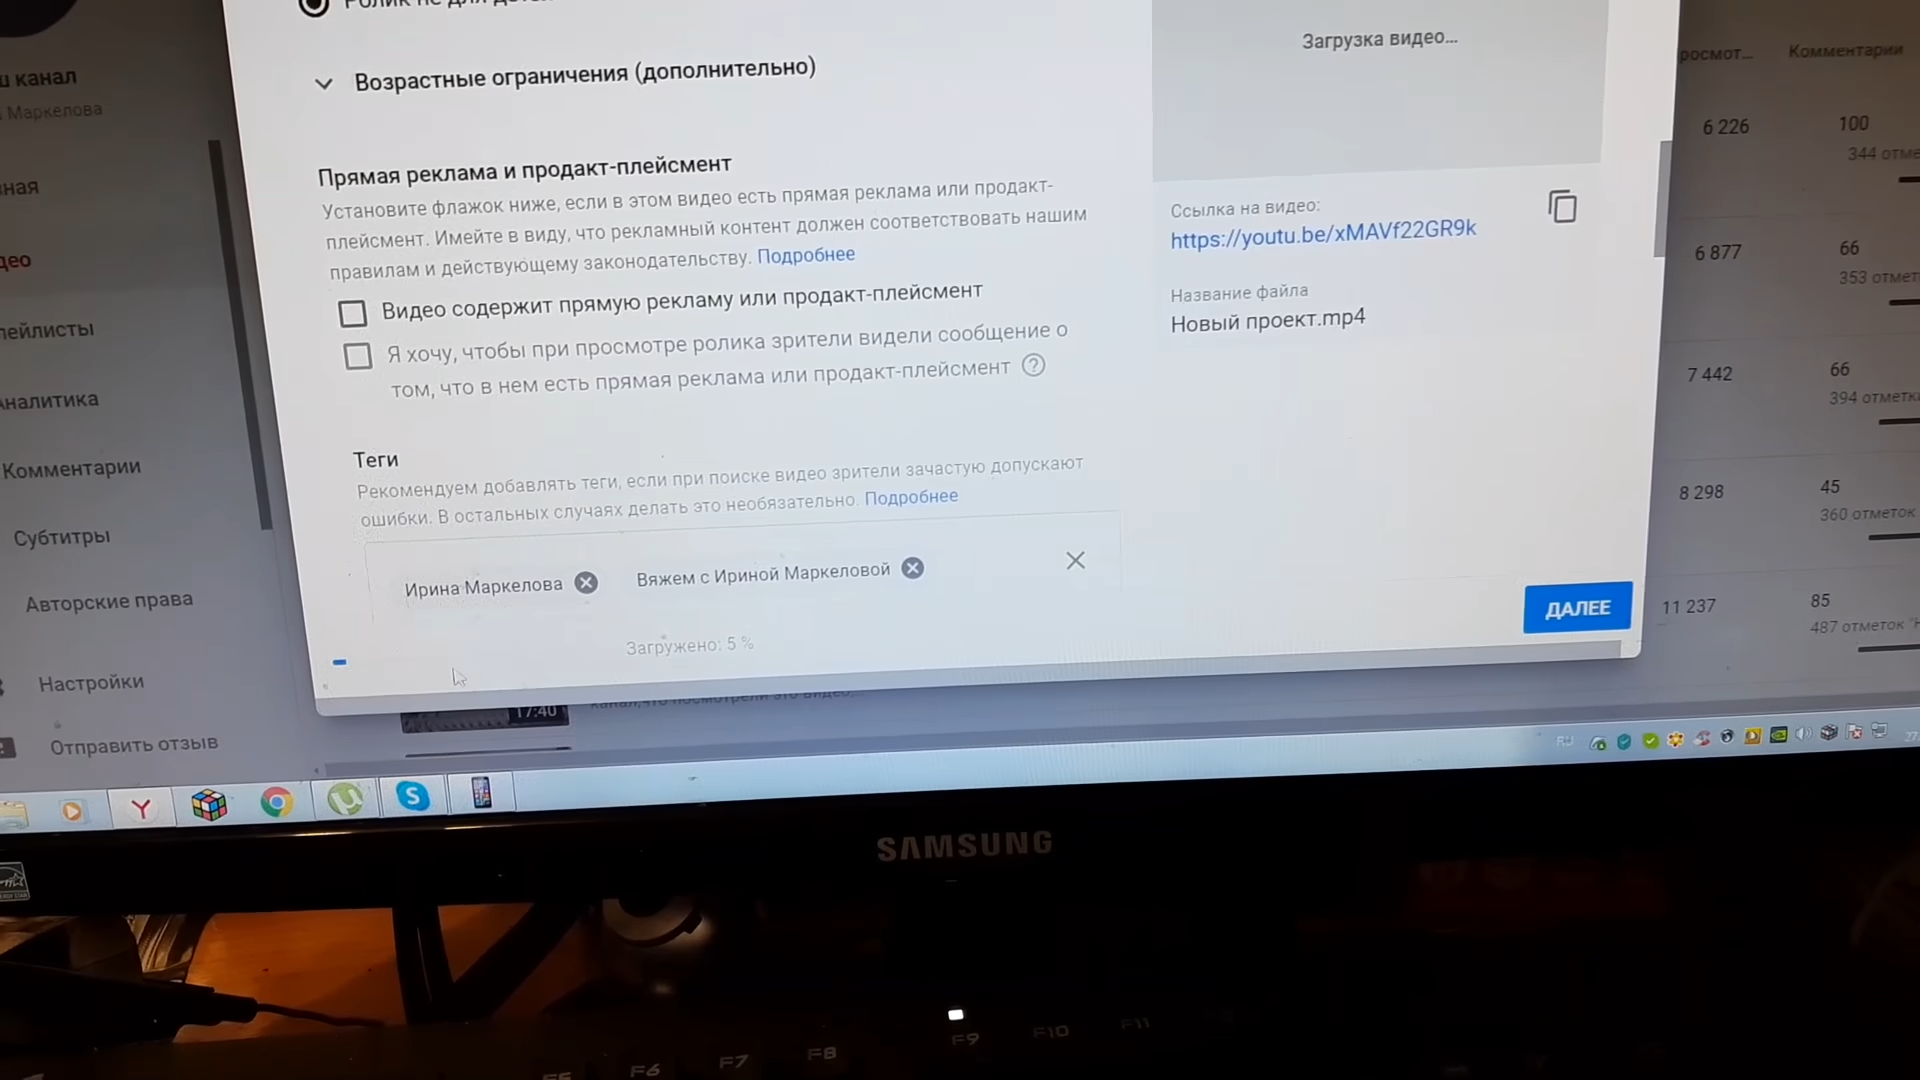 Загрузка видео...
Возрастные ограничения (дополнительно)
Прямая реклама и продакт-плейсмент
Установите флажок ниже, если в этом видео есть прямая реклама или продакт-
плейсмент. Имейте в виду, что рекламный контент должен соответствовать нашим
правилам и действующему законодательству. Подробнее
Видео содержит прямую рекламу или продакт-плейсмент
Я хочу, чтобы при просмотре ролика зрители видели сообщение о
том, что в нем есть прямая реклама или продакт-плейсмент
Теги
Рекомендуем добавлять теги, если при поиске видео зрители зачастую допускают
ошибки. В остальных случаях делать это необязательно. Подробнее
Ирина Маркелова
Вяжем с Ириной Маркеловой
Загружено: 5 %
Ссылка на видео:
https://youtu.be/xMAVf22GR9k
Название файла
Новый проект.mp4
ДАЛЕЕ
канал
Маркелова
Аналитика
Комментарии
Субтитры
Авторские права
Настройки
Отправить отзыв
17:40
Комментарии
6 226
100
344
6 877
66
353
7 442
66
394
8 298
45
360 отметок
11 237
85
487 отметок
RU
SAMSUNG
F6
F7
F8
F9
F10
F11